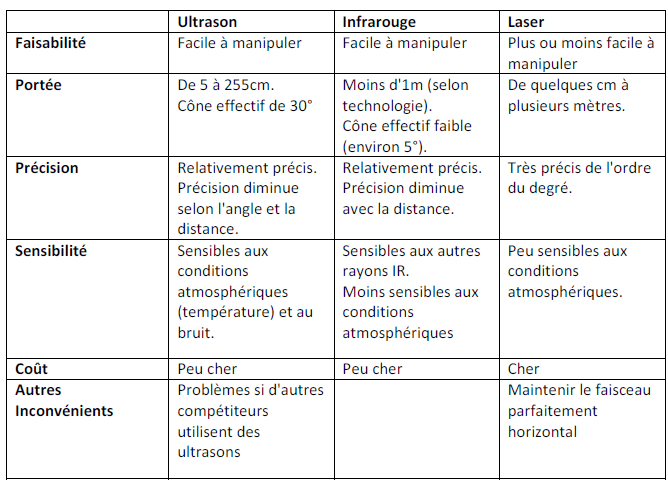 Ultrason
Infrarouge
Laser
Faisabilité
Facile à manipuler
Facile à manipuler
Plus ou moins facile à
manipuler
Portée
De 5 à 255cm.
Cône effectif de 30°
Moins d'1m (selon
technologie).
Cône effectif faible
(environ 5°).
De quelques cm à
plusieurs mètres.
Précision
Relativement précis.
Précision diminue
selon l'angle et la
distance.
Relativement précis.
Précision diminue
avec la distance.
Très précis de l'ordre
du degré.
Sensibilité
Sensibles aux
conditions
atmosphériques
(température) et au
bruit.
Sensibles aux autres
rayons IR.
Moins sensibles aux
conditions
atmosphériques
Peu sensibles aux
conditions
atmosphériques.
Coût
Peu cher
Peu cher
Cher
Autres
Inconvénients
Problèmes si d'autres
compétiteurs
utilisent des
ultrasons
Maintenir le faisceau
parfaitement
horizontal